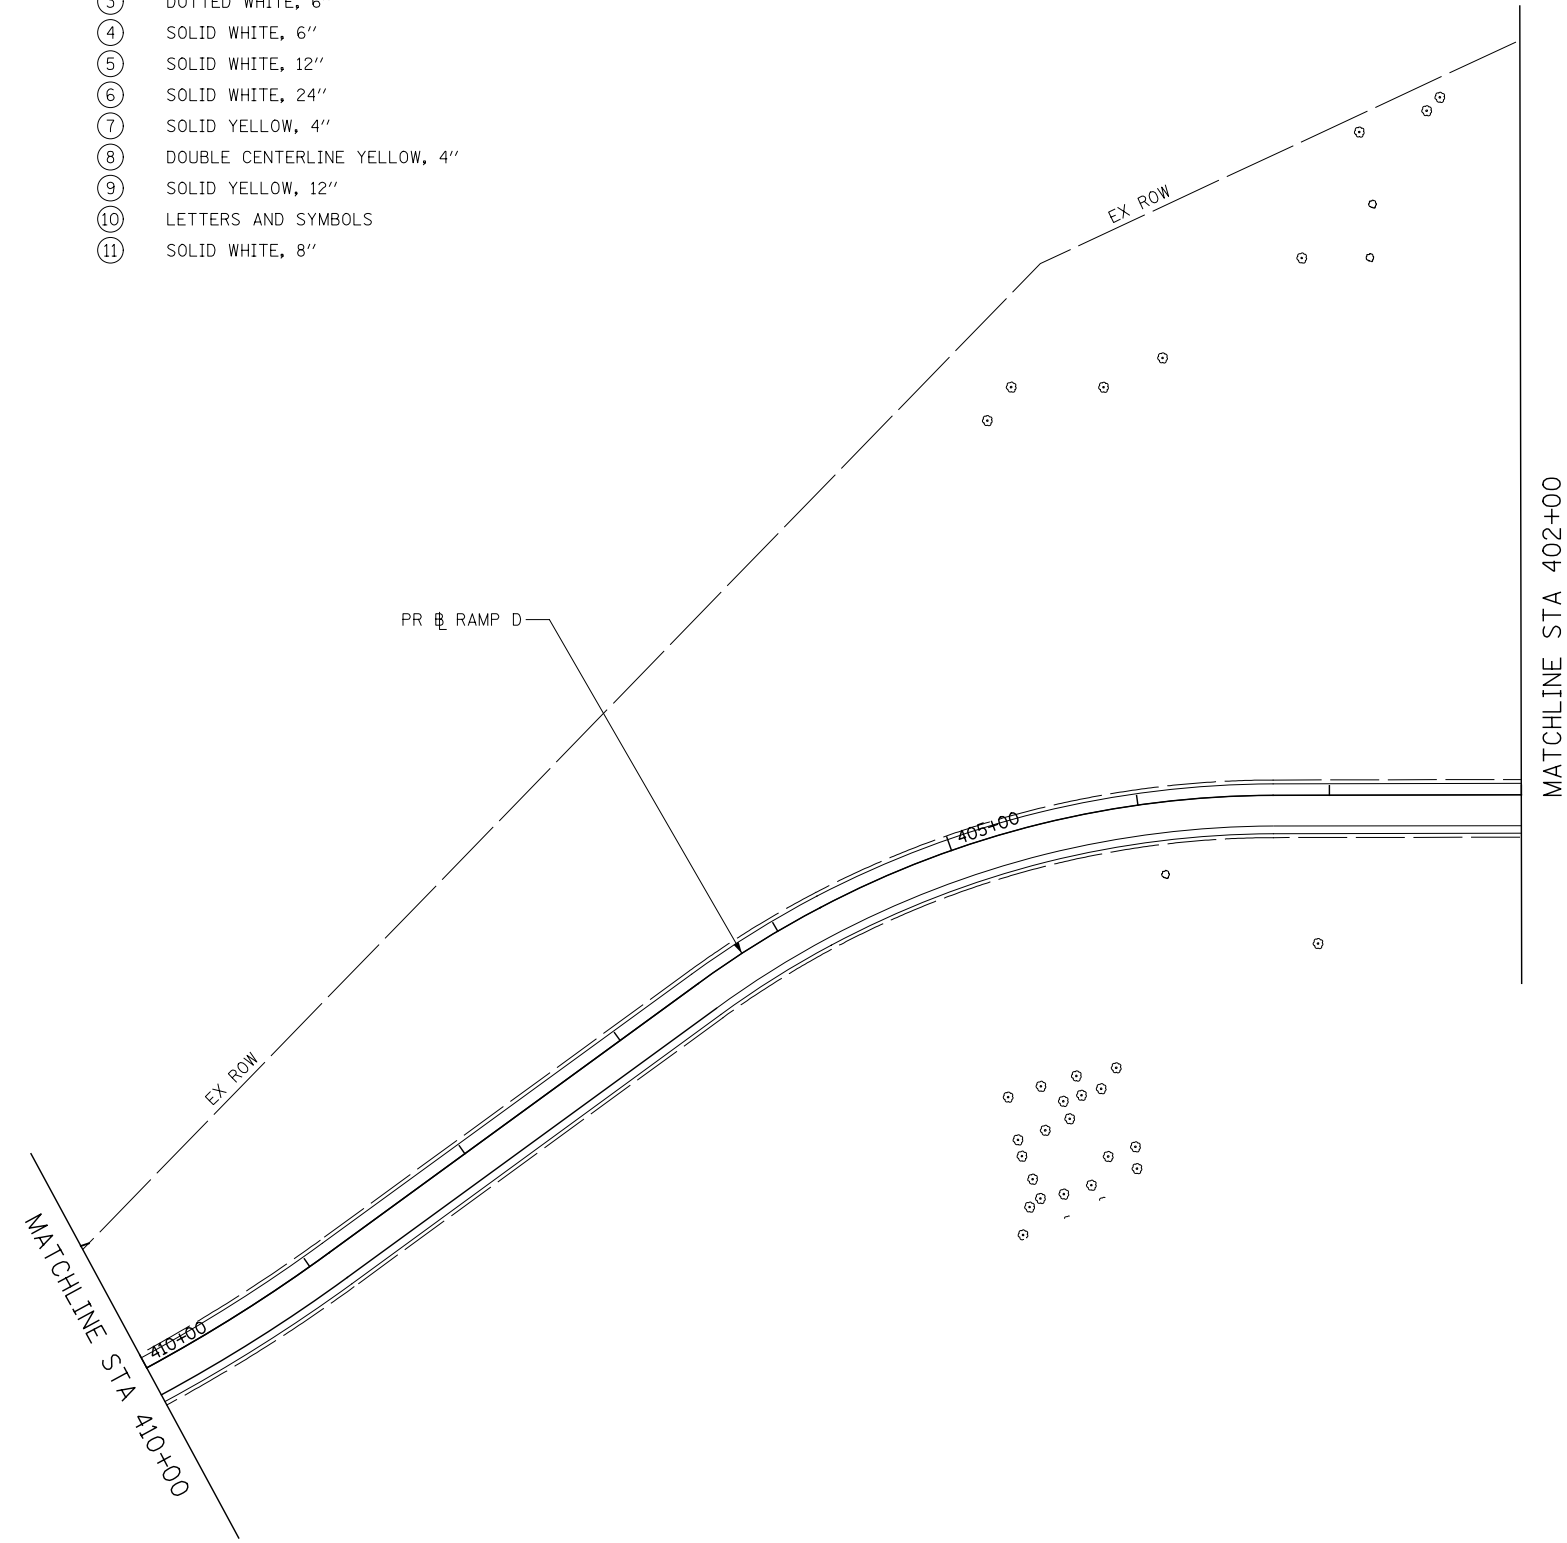 3 DOTTED WHITE, 6"
4 SOLID WHITE, 6"
5 SOLID WHITE, 12"
6 SOLID WHITE, 24"
7 SOLID YELLOW, 4"
8 DOUBLE CENTERLINE YELLOW, 4"
9 SOLID YELLOW, 12"
10 LETTERS AND SYMBOLS
11 SOLID WHITE, 8"
EX ROW
MATCHLINE STA 402+00
PR BL RAMP D
405+00
EX ROW
410+00
MATCHLINE STA 410+00